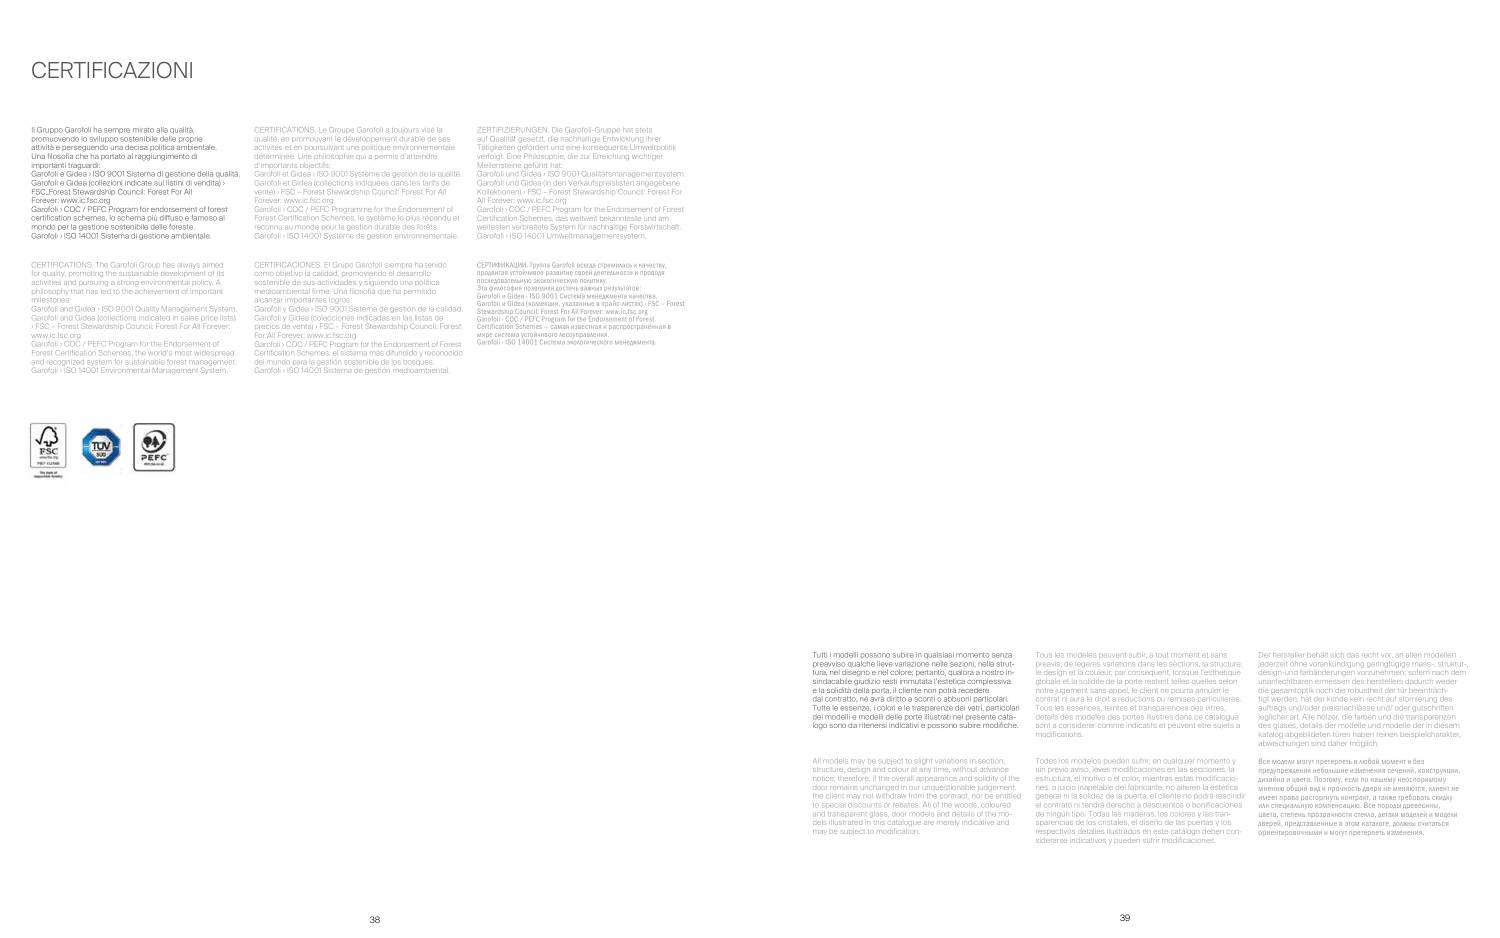 CERTIFICAZIONI
Il Gruppo Garofoli ha sempre mirato alla qualità,
promuovendo lo sviluppo sostenibile delle proprie
attività e perseguendo una decisa politica ambientale.
Una filosofia che ha portato al raggiungimento di
importanti traguardi:
Garofoli e Gidea › ISO 9001 Sistema di gestione della qualità.
Garofoli e Gidea (collezioni indicate sui listini di vendita) ›
FSC_Forest Stewardship Council: Forest For All
Forever: www.ic.fsc.org
Garofoli › COC / PEFC Program for endorsement of forest
certification schemes, lo schema più diffuso e famoso al
mondo per la gestione sostenibile delle foreste.
Garofoli › ISO 14001 Sistema di gestione ambientale.
CERTIFICATIONS. Le Groupe Garofoli a toujours visé la
qualité, en promouvant le développement durable de ses
activités et en poursuivant une politique environnementale
déterminée. Une philosophie qui a permis d'atteindre
d'importants objectifs:
Garofoli et Gidea › ISO 9001 Système de gestion de la qualité.
Garofoli et Gidea (collections indiquées dans les tarifs de
vente) › FSC – Forest Stewardship Council: Forest For All
Forever: www.ic.fsc.org
Garofoli › COC / PEFC Programme for the Endorsement of
Forest Certification Schemes, le système le plus répandu et
reconnu au monde pour la gestion durable des forêts.
Garofoli › ISO 14001 Système de gestion environnementale.
ZERTIFIZIERUNGEN. Die Garofoli-Gruppe hat stets
auf Qualität gesetzt, die nachhaltige Entwicklung ihrer
Tätigkeiten gefördert und eine konsequente Umweltpolitik
verfolgt. Eine Philosophie, die zur Erreichung wichtiger
Meilensteine geführt hat:
Garofoli und Gidea › ISO 9001 Qualitätsmanagementsystem.
Garofoli und Gidea (in den Verkaufspreislisten angegebene
Kollektionen) › FSC – Forest Stewardship Council: Forest For
All Forever: www.ic.fsc.org
Garofoli › COC / PEFC Program for the Endorsement of Forest
Certification Schemes, das weltweit bekannteste und am
weitesten verbreitete System für nachhaltige Forstwirtschaft.
Garofoli › ISO 14001 Umweltmanagementsystem.
CERTIFICATIONS. The Garofoli Group has always aimed
for quality, promoting the sustainable development of its
activities and pursuing a strong environmental policy. A
philosophy that has led to the achievement of important
milestones:
Garofoli and Gidea › ISO 9001 Quality Management System.
Garofoli and Gidea (collections indicated in sales price lists)
› FSC – Forest Stewardship Council: Forest For All Forever:
www.ic.fsc.org
Garofoli › COC / PEFC Program for the Endorsement of
Forest Certification Schemes, the world's most widespread
and recognized system for sustainable forest management.
Garofoli › ISO 14001 Environmental Management System.
CERTIFICACIONES. El Grupo Garofoli siempre ha tenido
como objetivo la calidad, promoviendo el desarrollo
sostenible de sus actividades y siguiendo una política
medioambiental firme. Una filosofía que ha permitido
alcanzar importantes logros:
Garofoli y Gidea › ISO 9001 Sistema de gestión de la calidad.
Garofoli y Gidea (colecciones indicadas en las listas de
precios de venta) › FSC – Forest Stewardship Council: Forest
For All Forever: www.ic.fsc.org
Garofoli › COC / PEFC Program for the Endorsement of Forest
Certification Schemes, el sistema más difundido y reconocido
del mundo para la gestión sostenible de los bosques.
Garofoli › ISO 14001 Sistema de gestión medioambiental.
СЕРТИФИКАЦИИ. Группа Garofoli всегда стремилась к качеству,
продвигая устойчивое развитие своей деятельности и проводя
последовательную экологическую политику.
Эта философия позволила достичь важных результатов:
Garofoli и Gidea › ISO 9001 Система менеджмента качества.
Garofoli и Gidea (коллекции, указанные в прайс-листах) › FSC – Forest
Stewardship Council: Forest For All Forever: www.ic.fsc.org
Garofoli › COC / PEFC Program for the Endorsement of Forest
Certification Schemes — самая известная и распространённая в
мире система устойчивого лесоуправления.
Garofoli › ISO 14001 Система экологического менеджмента.
FSC
TÜV
SÜD
PEFC
38
Tutti i modelli possono subire in qualsiasi momento senza
preavviso qualche lieve variazione nelle sezioni, nella strut-
tura, nel disegno e nel colore; pertanto, qualora a nostro in-
sindacabile giudizio resti immutata l'estetica complessiva
e la solidità della porta, il cliente non potrà recedere
dal contratto, né avrà diritto a sconti o abbuoni particolari.
Tutte le essenze, i colori e le trasparenze dei vetri, particolari
dei modelli e modelli delle porte illustrati nel presente cata-
logo sono da ritenersi indicativi e possono subire modifiche.
Tous les modeles peuvent subir, a tout moment et sans
preavis, de legeres variations dans les sections, la structure,
le design et la couleur, par consequent, lorsque l'esthetique
globale et la solidite de la porte restent telles quelles selon
notre jugement sans appel, le client ne pourra annuler le
contrat ni aura le droit a reductions ou remises particulieres.
Tous les essences, teintes et transparences des vitres,
details des modeles des portes illustres dans ce catalogue
sont a considerer comme indicatifs et peuvent etre sujets a
modifications.
Der hersteller behält sich das recht vor, an allen modellen
jederzeit ohne vorankündigung geringfügige mass-, struktur-,
design-und farbänderungen vorzunehmen; sofern nach dem
unanfechtbaren ermessen des herstellers dadurch weder
die gesamtoptik noch die robustheit der tür beeinträch-
tigt werden, hat der kunde kein recht auf stornierung des
auftrags und/oder preisnachlässe und/ oder gutschriften
jeglicher art. Alle hölzer, die farben und die transparenzen
des glases, details der modelle und modelle der in diesem
katalog abgebildeten türen haben reinen beispielcharakter,
abweichungen sind daher möglich.
All models may be subject to slight variations in section,
structure, design and colour at any time, without advance
notice; therefore, if the overall appearance and solidity of the
door remains unchanged in our unquestionable judgement,
the client may not withdraw from the contract, nor be entitled
to special discounts or rebates. All of the woods, coloured
and transparent glass, door models and details of the mo-
dels illustrated in this catalogue are merely indicative and
may be subject to modification.
Todos los modelos pueden sufrir, en cualquier momento y
sin previo aviso, leves modificaciones en las secciones, la
estructura, el motivo o el color, mientras estas modificacio-
nes, a juicio inapelable del fabricante, no alteren la estética
general ni la solidez de la puerta, el cliente no podrá rescindir
el contrato ni tendrá derecho a descuentos o bonificaciones
de ningún tipo. Todas las maderas, los colores y las tran-
sparencias de los cristales, el diseño de las puertas y los
respectivos detalles ilustrados en este catálogo deben con-
siderarse indicativos y pueden sufrir modificaciones.
Все модели могут претерпеть в любой момент и без
предупреждения небольшие изменения сечений, конструкции,
дизайна и цвета. Поэтому, если по нашему неоспоримому
мнению общий вид и прочность двери не меняются, клиент не
имеет права расторгнуть контракт, а также требовать скидку
или специальную компенсацию. Все породы древесины,
цвета, степень прозрачности стекла, детали моделей и модели
дверей, представленные в этом каталоге, должны считаться
ориентировочными и могут претерпеть изменения.
39